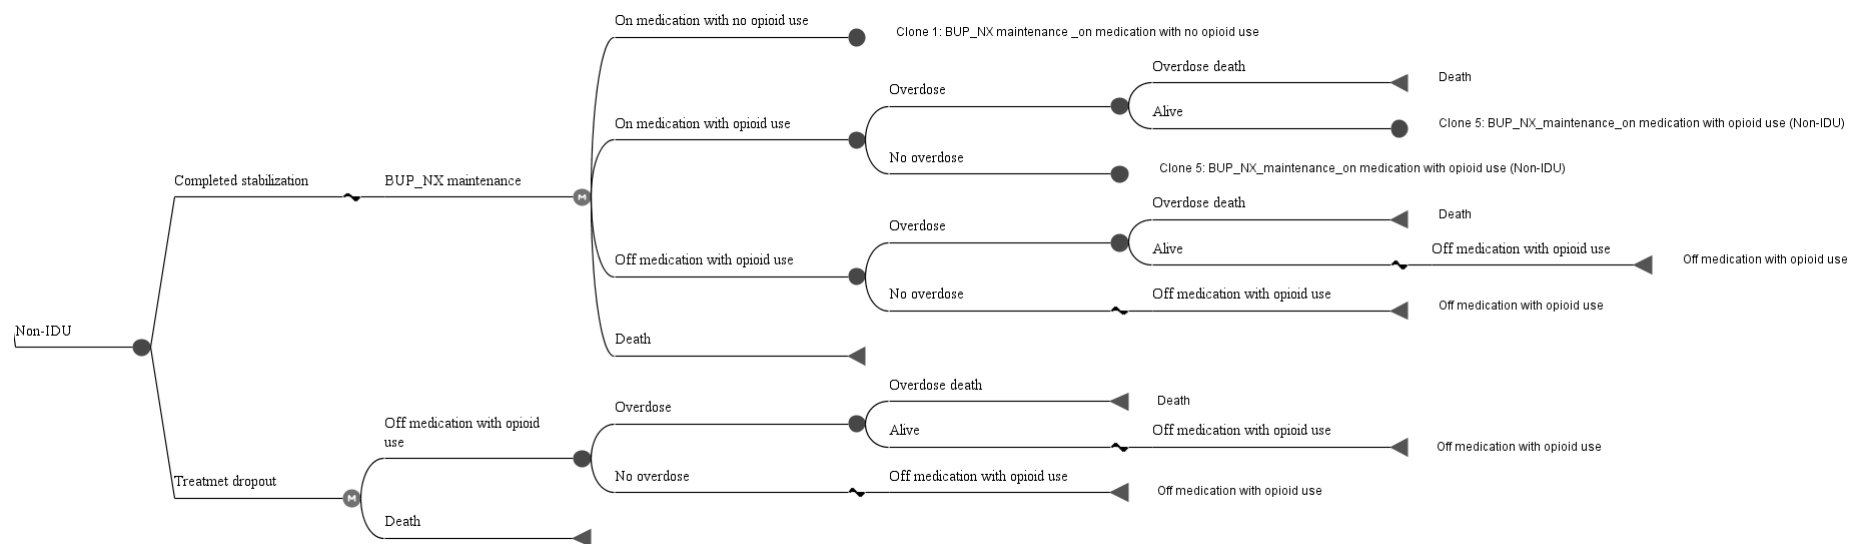 On medication with no opioid use
Clone 1: BUP_NX maintenance _on medication with no opioid use
Overdose death
Death
Overdose
Alive
Clone 5: BUP_NX_maintenance_on medication with opioid use (Non-IDU)
On medication with opioid use
No overdose
Clone 5: BUP_NX_maintenance_on medication with opioid use (Non-IDU)
Completed stabilization
BUP_NX maintenance
M
Overdose death
Death
Overdose
Alive
Off medication with opioid use
Off medication with opioid use
Off medication with opioid use
No overdose
Off medication with opioid use
Off medication with opioid use
Non-IDU
Death
Overdose death
Death
Overdose
Alive
Off medication with opioid use
Off medication with opioid use
Off medication with opioid
use
No overdose
Off medication with opioid use
Off medication with opioid use
Treatmet dropout
M
Death